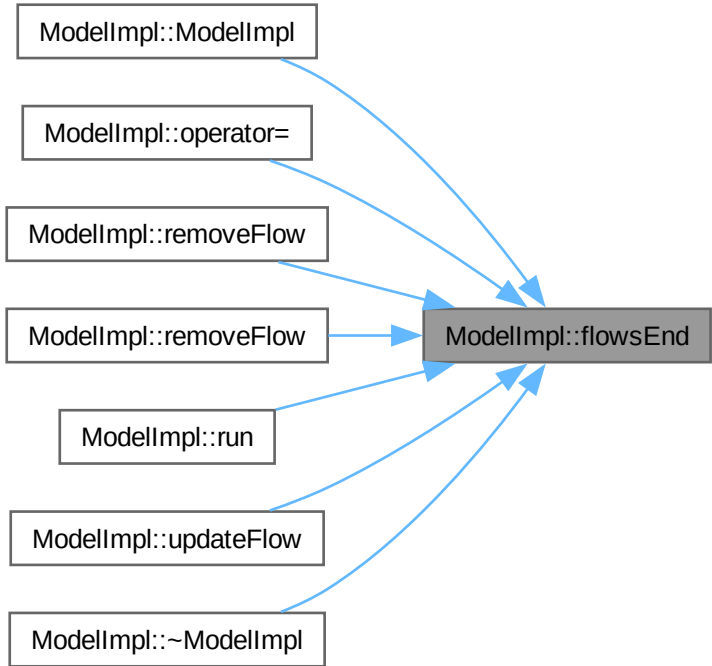 ModelImpl::ModelImpl
ModelImpl::operator=
ModelImpl::removeFlow
ModelImpl::removeFlow
ModelImpl::flowsEnd
ModelImpl::run
ModelImpl::updateFlow
ModelImpl::~ModelImpl